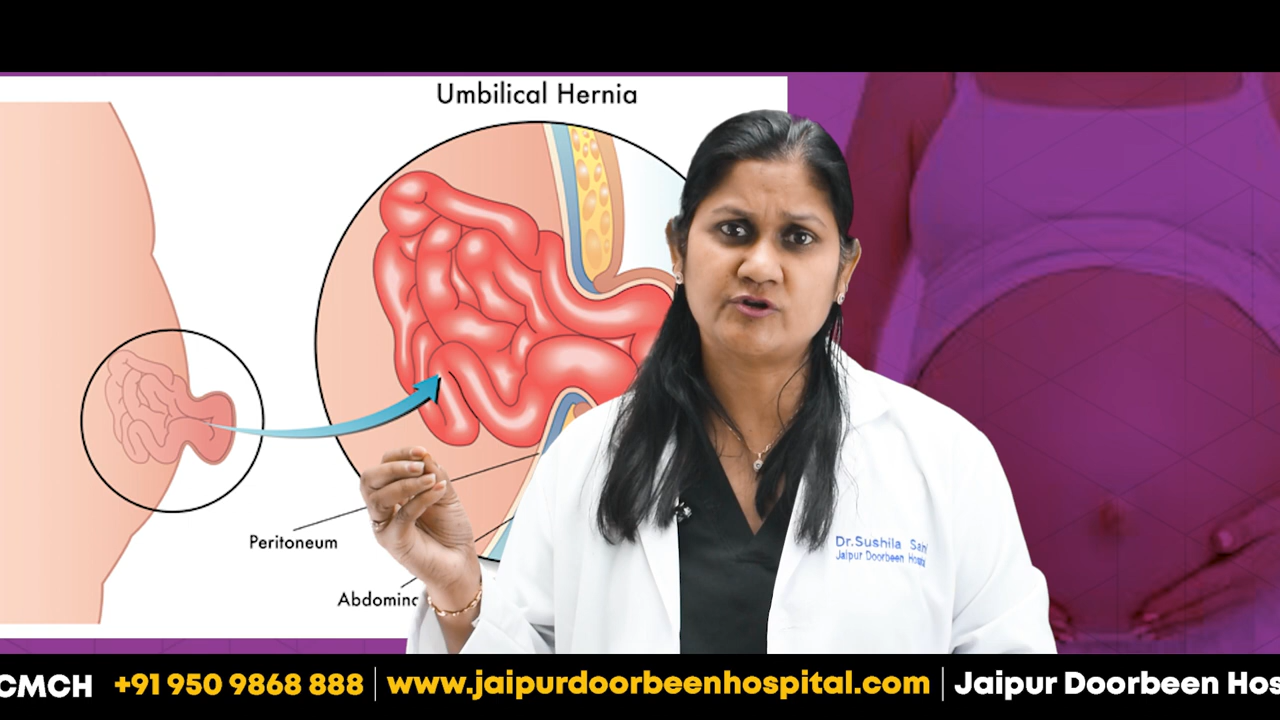 Umbilical Hernia
Peritoneum
Dr.Sushila
Jaipur Doorbeen
CMCH +91 950 9868 888 www.jaipurdoorbeenhospital.com Jaipur Doorbeen